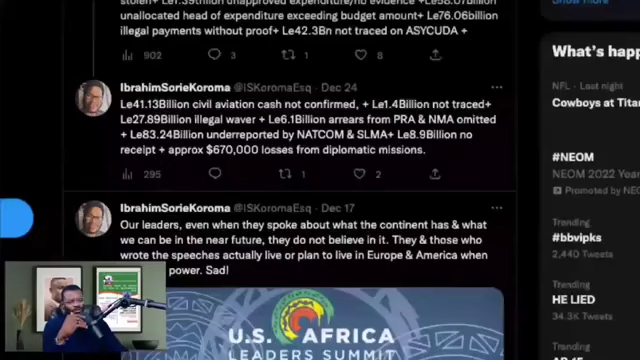 stolen+ Le1.39trillion unapproved expenditure/no evidence + Le58.07billion
unallocated head of expenditure exceeding budget amount+ Le76.06billion
illegal payments without proof+ Le42.3Bn not traced on ASYCUDA +
902
3
1
8
Show more
What's happ
NFL · Last night
Cowboys at Titan
#NEOM
NEOM 2022 Year
Promoted by NEO
Trending
#bbvipks
2,440 Tweets
Trending
HE LIED
34.3K Tweets
Trending
IbrahimSorieKoroma @ISKoromaEsq · Dec 24
Le41.13Billion civil aviation cash not confirmed, + Le1.4Billion not traced+
Le27.89Billion illegal waver + Le6.1Billion arrears from PRA & NMA omitted
+ Le83.24Billion underreported by NATCOM & SLMA+ Le8.9Billion no
receipt + approx $670,000 losses from diplomatic missions.
295
1
2
IbrahimSorieKoroma @ISKoromaEsq · Dec 17
Our leaders, even when they spoke about what the continent has & what
we can be in the near future, they do not believe in it. They & those who
wrote the speeches actually live or plan to live in Europe & America when
power. Sad!
U.S. AFRICA
LEADERS SUMMIT